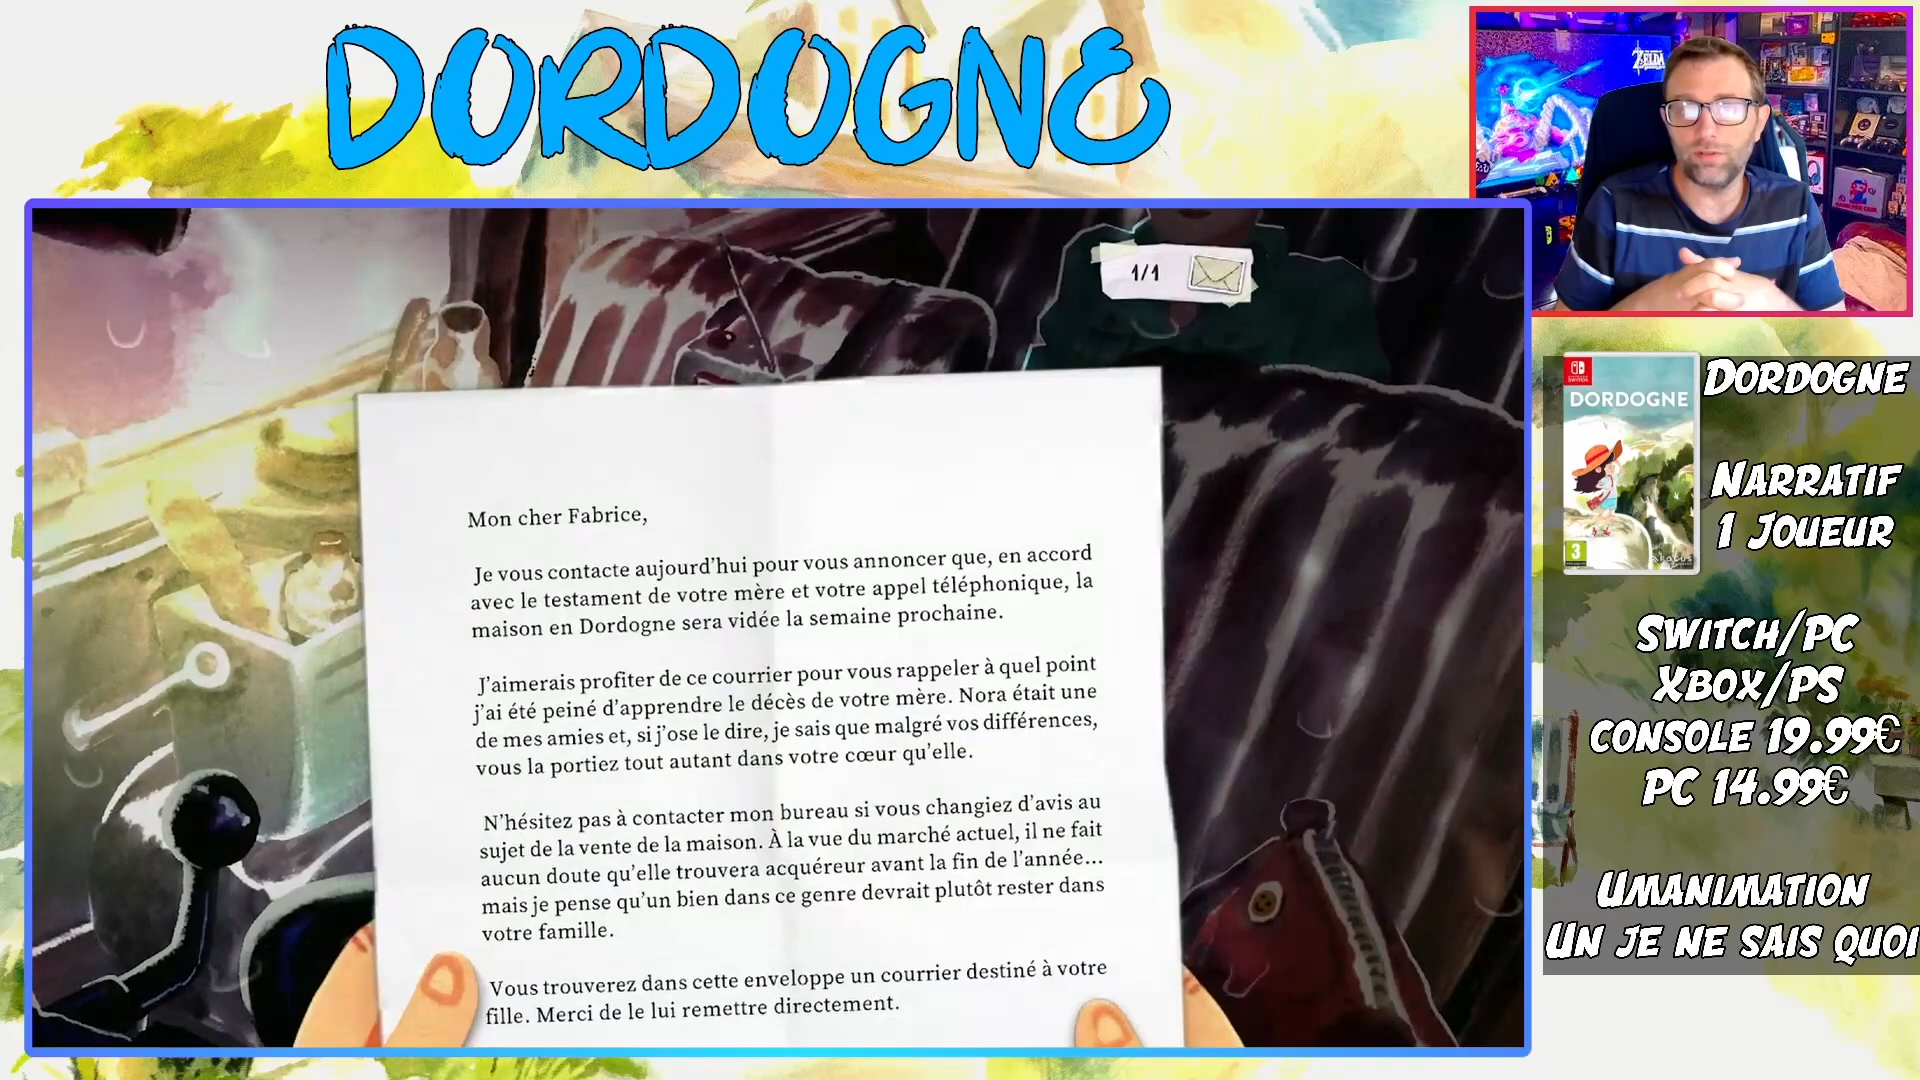 DORDOGNE
ZELDA
1/1
Mon cher Fabrice,
Je vous contacte aujourd'hui pour vous annoncer que, en accord
avec le testament de votre mère et votre appel téléphonique, la
maison en Dordogne sera vidée la semaine prochaine.
J'aimerais profiter de ce courrier pour vous rappeler à quel point
j'ai été peiné d'apprendre le décès de votre mère. Nora était une
de mes amies et, si j'ose le dire, je sais que malgré vos différences,
vous la portiez tout autant dans votre cœur qu'elle.
N'hésitez pas à contacter mon bureau si vous changiez d'avis au
sujet de la vente de la maison. À la vue du marché actuel, il ne fait
aucun doute qu'elle trouvera acquéreur avant la fin de l'année...
mais je pense qu'un bien dans ce genre devrait plutôt rester dans
votre famille.
Vous trouverez dans cette enveloppe un courrier destiné à votre
fille. Merci de le lui remettre directement.
DORDOGNE
3
DORDOGNE
NARRATIF
1 JOUEUR
SWITCH/PC
XBOX/PS
CONSOLE 19.99€
PC 14.99€
UMANIMATION
UN JE NE SAIS QUOI